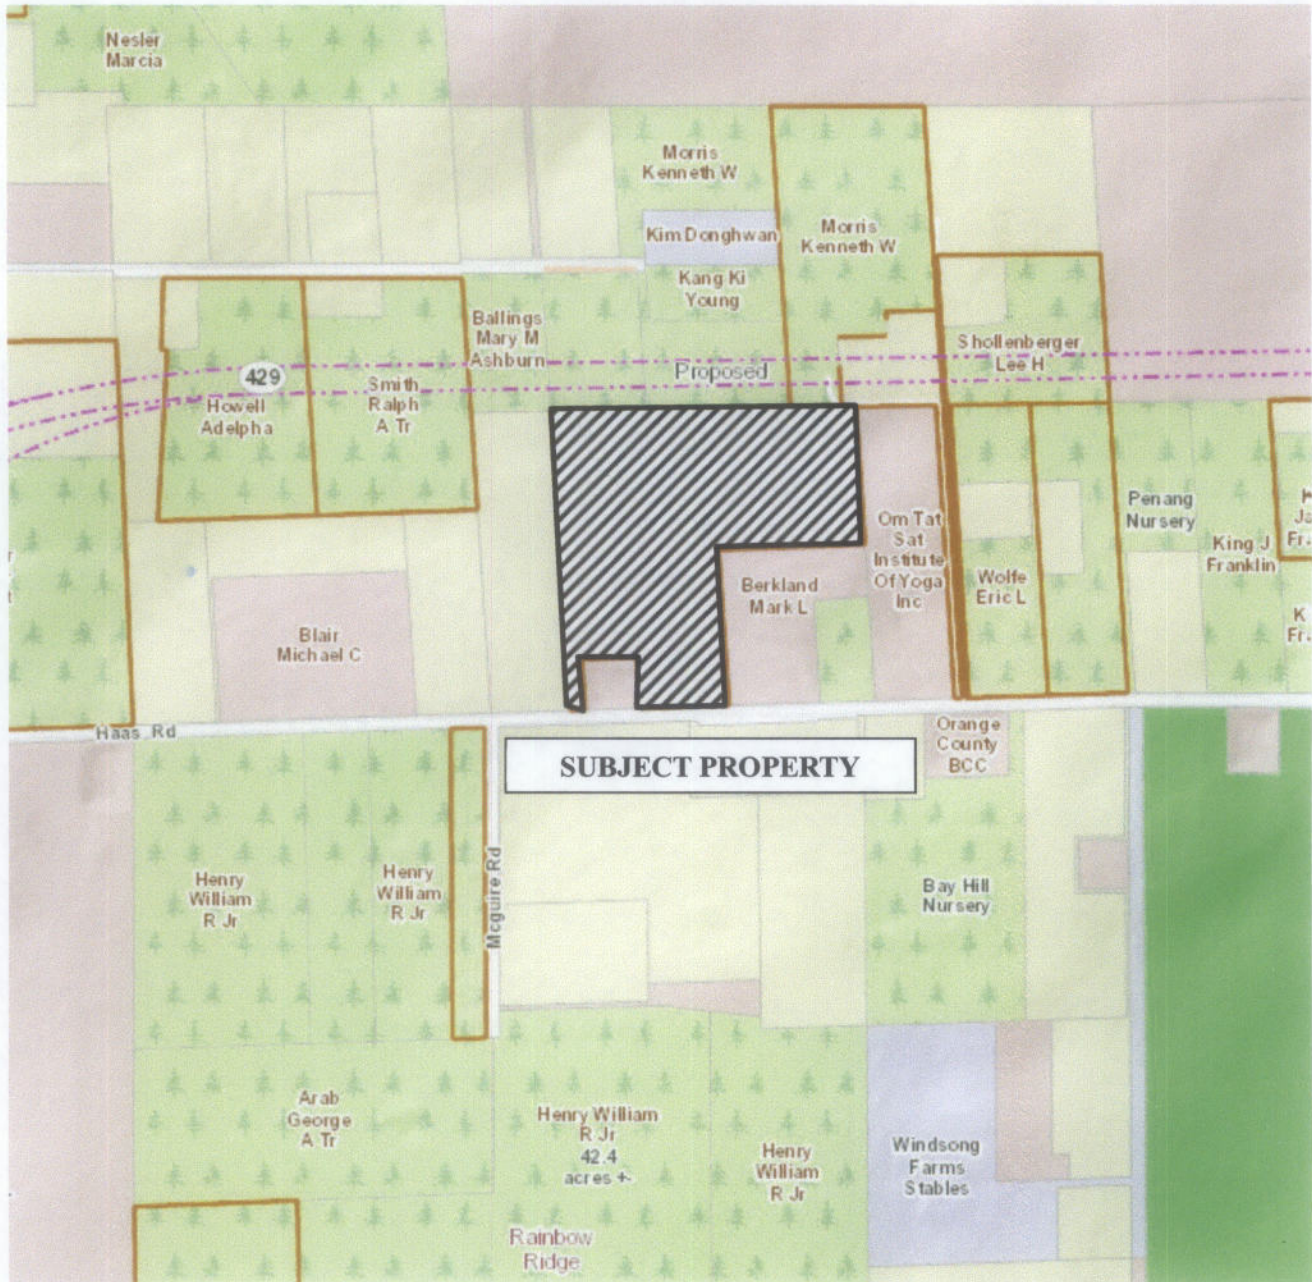 Nesler
Marcia
Morris
Kenneth W
Kim Donghwan
Morris
Kenneth W
Kang Ki
Young
Ballings
Mary M
Ashburn
Shollenberger
Lee H
Proposed
429
Howell
Adelpha
Smith
Ralph
A Tr
Om Tat
Sat
Institute
Of Yoga
Inc
Penang
Nursery
King J
Franklin
Ja
Fr.
Wolfe
Eric L
Berkland
Mark L
K
Fr.
Blair
Michael C
Haas Rd
Orange
County
BCC
SUBJECT PROPERTY
Henry
William
R Jr
Henry
William
R Jr
Mcguire Rd
Bay Hill
Nursery
Arab
George
A Tr
Henry William
R Jr
42.4
acres +-
Henry
William
R Jr
Windsong
Farms
Stables
Rainbow
Ridge